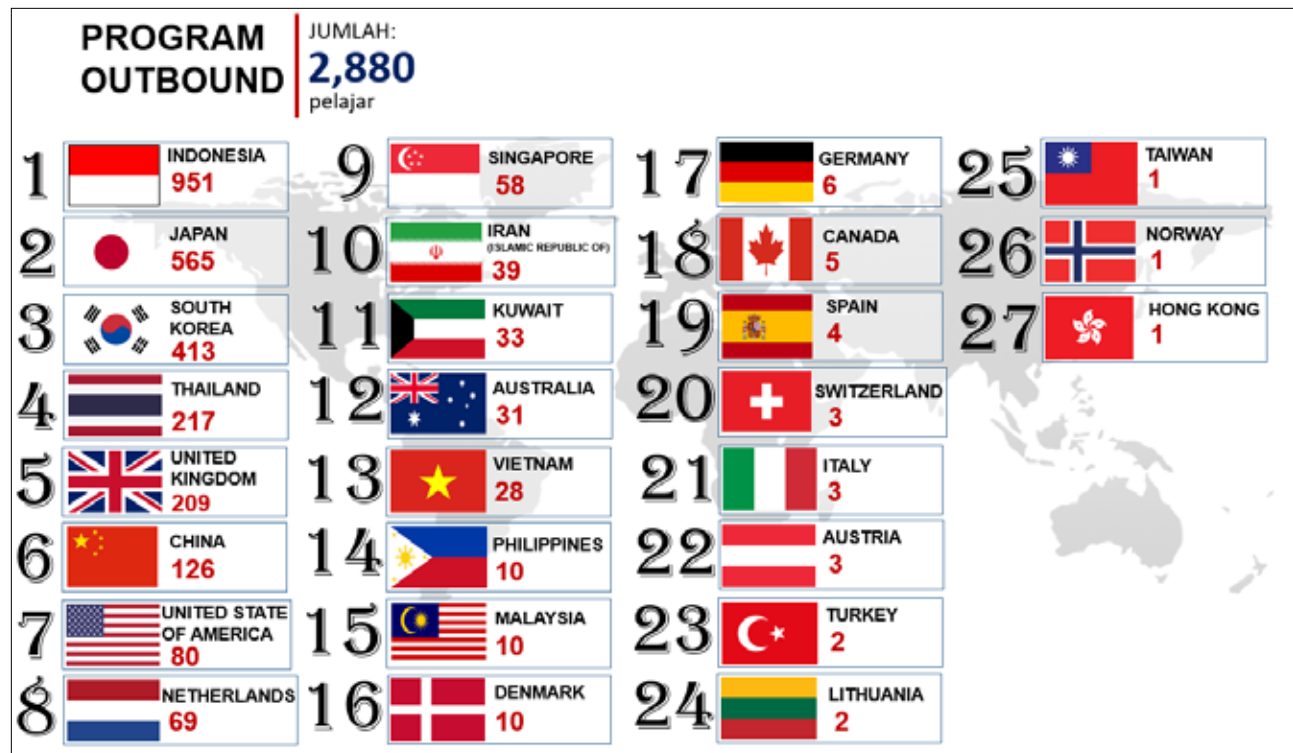 PROGRAM
OUTBOUND
JUMLAH:
2,880
pelajar
1
INDONESIA
951
2
JAPAN
565
3
SOUTH
KOREA
413
4
THAILAND
217
5
UNITED
KINGDOM
209
6
CHINA
126
7
UNITED STATE
OF AMERICA
80
8
NETHERLANDS
69
9
SINGAPORE
58
10
IRAN
(ISLAMIC REPUBLIC OF)
39
11
KUWAIT
33
12
AUSTRALIA
31
13
VIETNAM
28
14
PHILIPPINES
10
15
MALAYSIA
10
16
DENMARK
10
17
GERMANY
6
18
CANADA
5
19
SPAIN
4
20
SWITZERLAND
3
21
ITALY
3
22
AUSTRIA
3
23
TURKEY
2
24
LITHUANIA
2
25
TAIWAN
1
26
NORWAY
1
27
HONG KONG
1